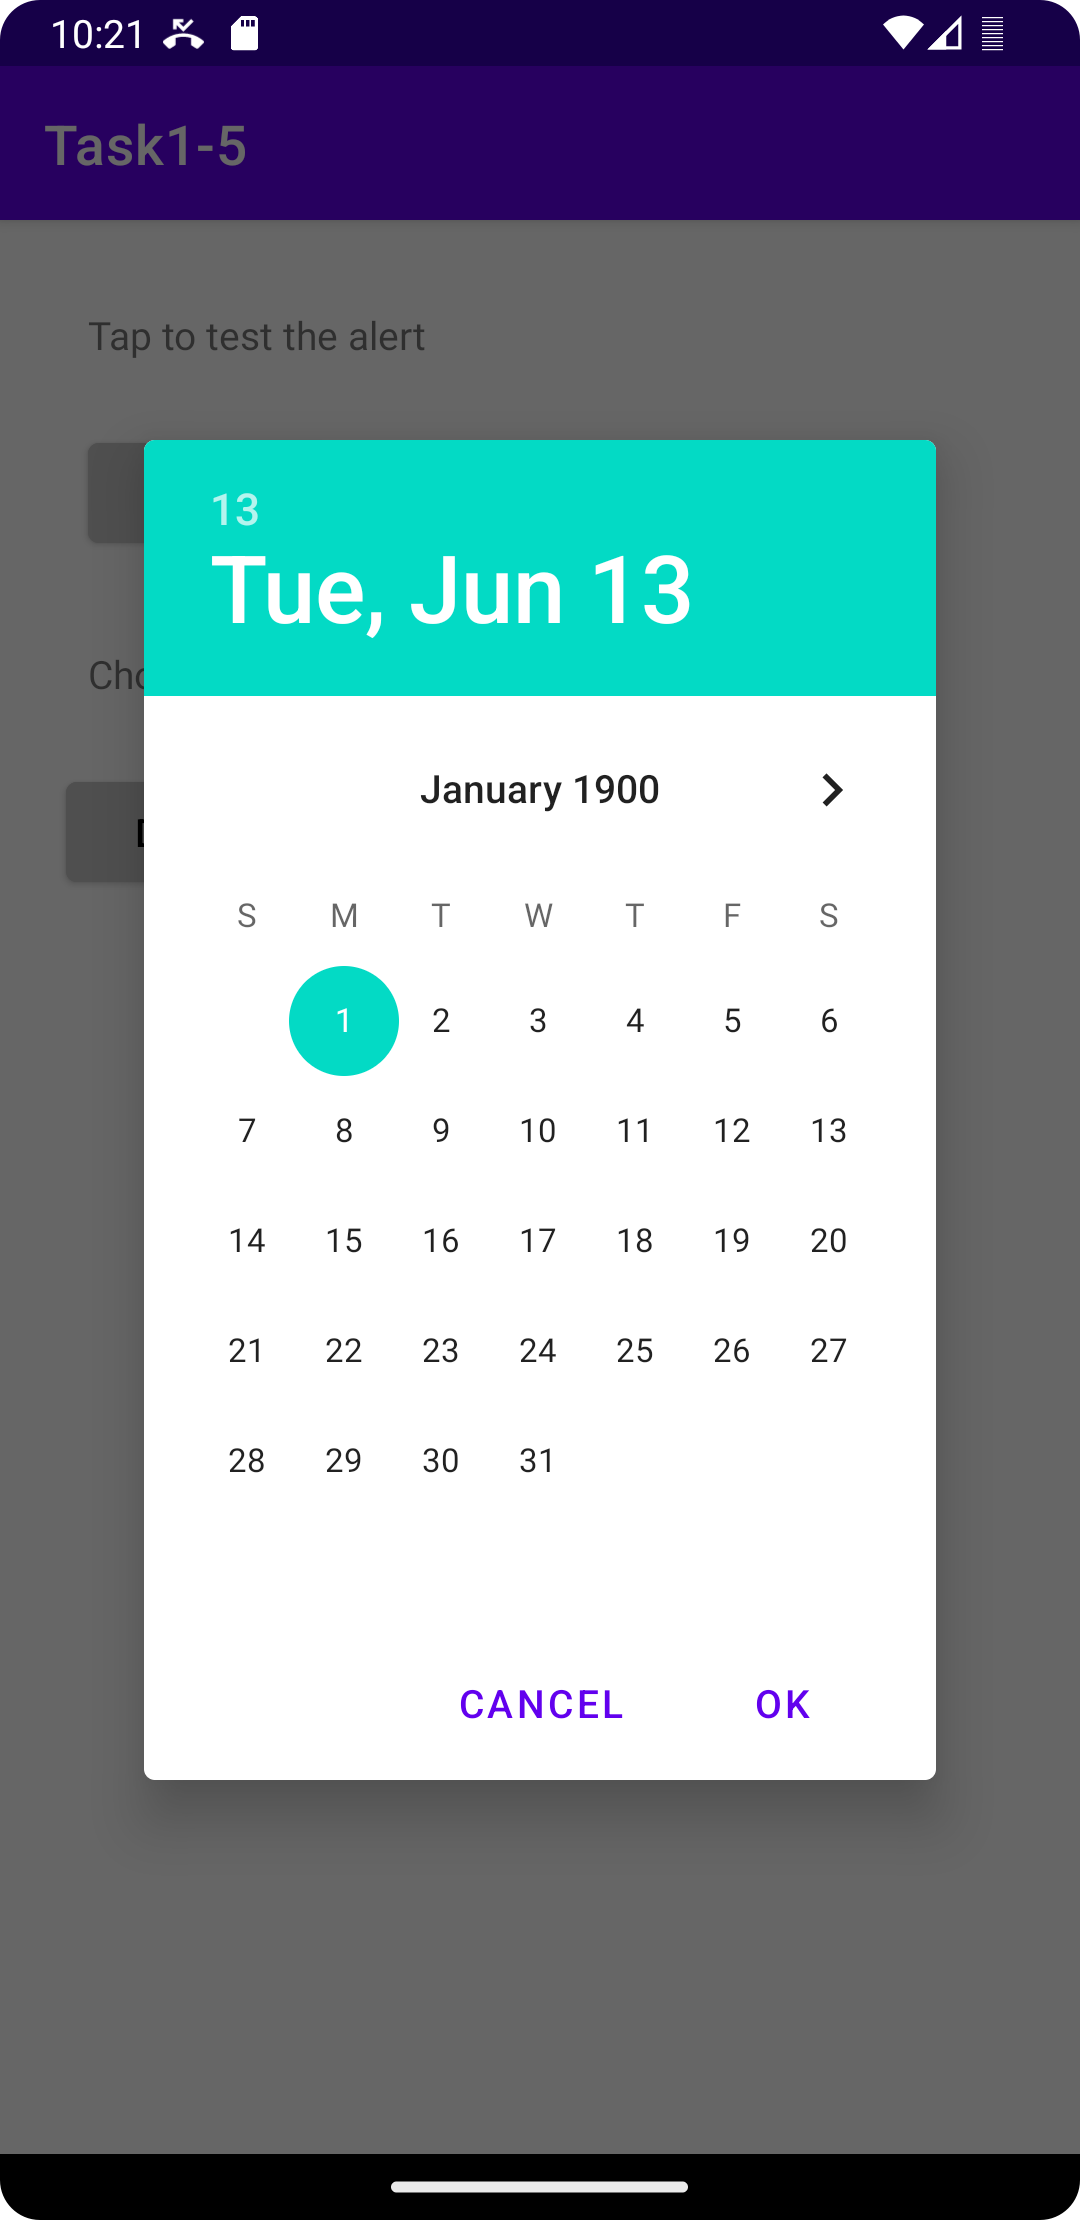 10:21
Task1-5
Tap to test the alert
13
Tue, Jun 13
January 1900
S M T W T F S
1 2 3 4 5 6
7 8 9 10 11 12 13
14 15 16 17 18 19 20
21 22 23 24 25 26 27
28 29 30 31
CANCEL OK